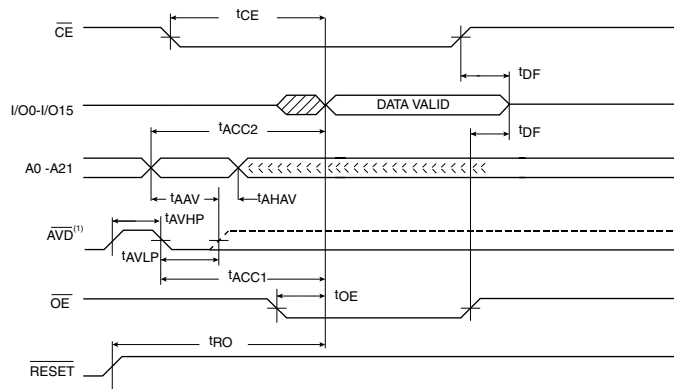 tCE
CE
tDF
I/O0-I/O15
DATA VALID
tACC2
tDF
A0 -A21
tAAV
tAHAV
tAVHP
AVD(1)
tAVLP
tACC1
tOE
OE
tRO
RESET